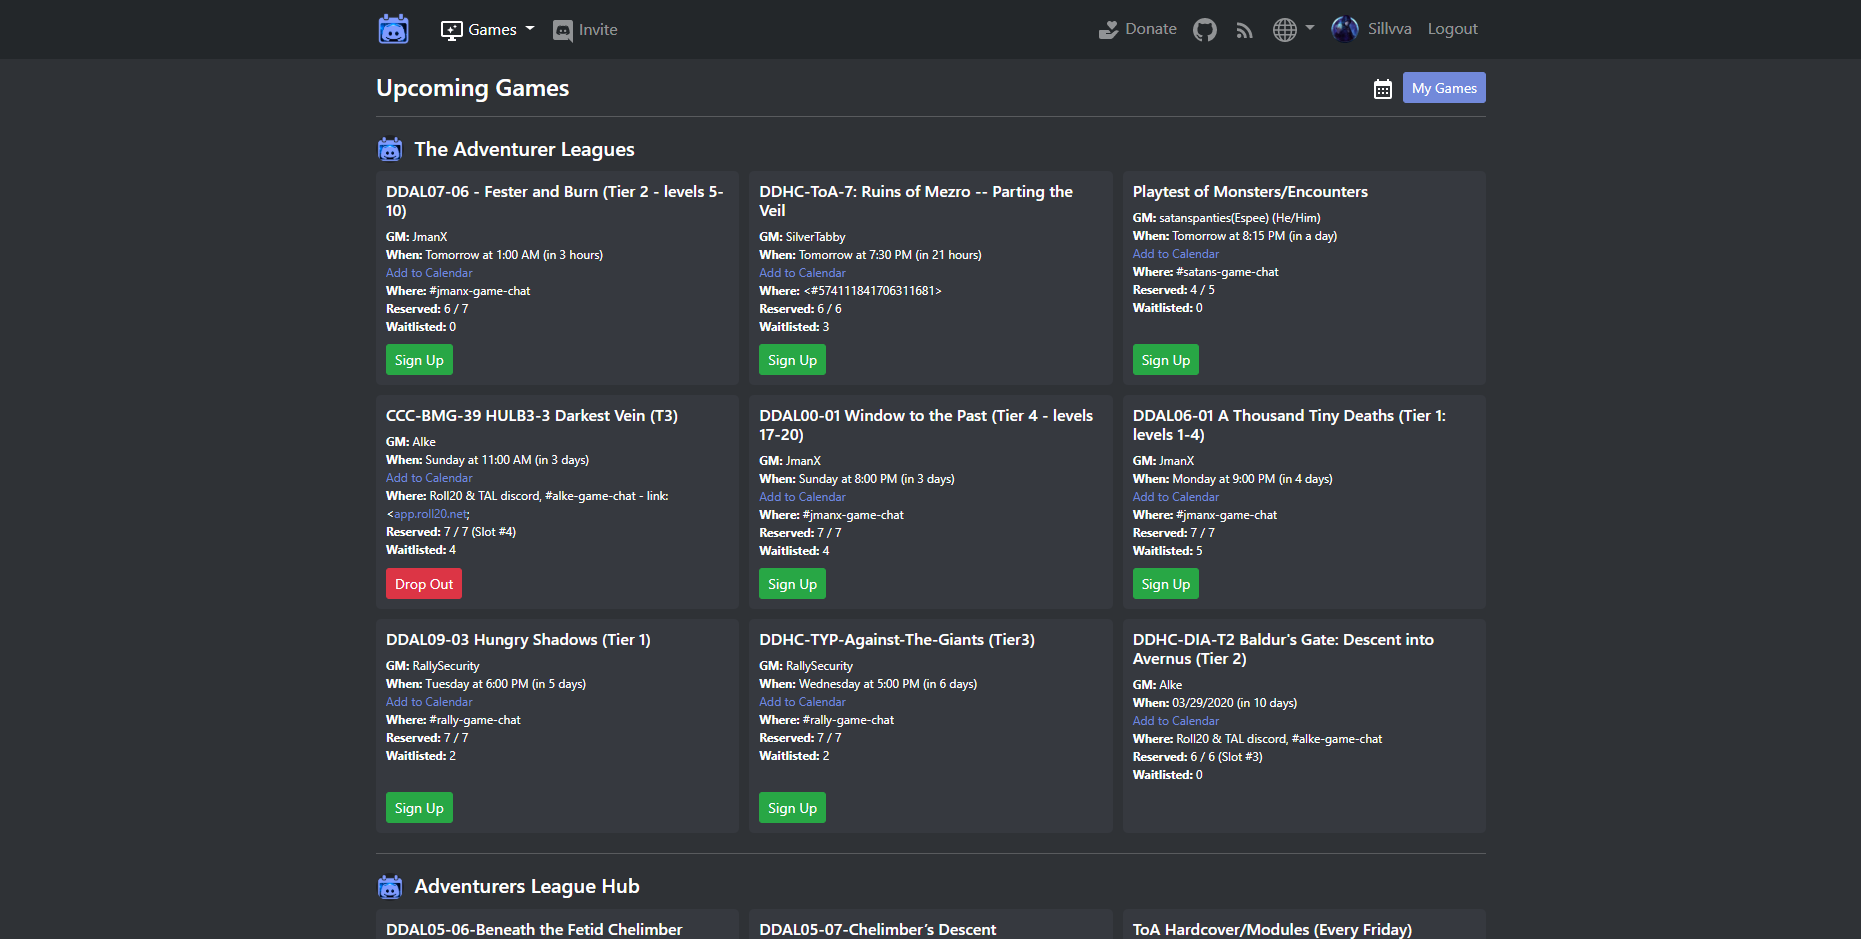 Games Invite Donate Sillvva Logout
Upcoming Games
My Games
The Adventurer Leagues
DDAL07-06 - Fester and Burn (Tier 2 - levels 5-
10)
GM: JmanX
When: Tomorrow at 1:00 AM (in 3 hours)
Add to Calendar
Where: #jmanx-game-chat
Reserved: 6 / 7
Waitlisted: 0
Sign Up
DDHC-ToA-7: Ruins of Mezro -- Parting the
Veil
GM: SilverTabby
When: Tomorrow at 7:30 PM (in 21 hours)
Add to Calendar
Where: <#574111841706311681>
Reserved: 6 / 6
Waitlisted: 3
Sign Up
Playtest of Monsters/Encounters
GM: satanspanties(Espee) (He/Him)
When: Tomorrow at 8:15 PM (in a day)
Add to Calendar
Where: #satans-game-chat
Reserved: 4 / 5
Waitlisted: 0
Sign Up
CCC-BMG-39 HULB3-3 Darkest Vein (T3)
GM: Alke
When: Sunday at 11:00 AM (in 3 days)
Add to Calendar
Where: Roll20 & TAL discord, #alke-game-chat - link:
<app.roll20.net;
Reserved: 7 / 7 (Slot #4)
Waitlisted: 4
Drop Out
DDAL00-01 Window to the Past (Tier 4 - levels
17-20)
GM: JmanX
When: Sunday at 8:00 PM (in 3 days)
Add to Calendar
Where: #jmanx-game-chat
Reserved: 7 / 7
Waitlisted: 4
Sign Up
DDAL06-01 A Thousand Tiny Deaths (Tier 1:
levels 1-4)
GM: JmanX
When: Monday at 9:00 PM (in 4 days)
Add to Calendar
Where: #jmanx-game-chat
Reserved: 7 / 7
Waitlisted: 5
Sign Up
DDAL09-03 Hungry Shadows (Tier 1)
GM: RallySecurity
When: Tuesday at 6:00 PM (in 5 days)
Add to Calendar
Where: #rally-game-chat
Reserved: 7 / 7
Waitlisted: 2
Sign Up
DDHC-TYP-Against-The-Giants (Tier3)
GM: RallySecurity
When: Wednesday at 5:00 PM (in 6 days)
Add to Calendar
Where: #rally-game-chat
Reserved: 7 / 7
Waitlisted: 2
Sign Up
DDHC-DIA-T2 Baldur's Gate: Descent into
Avernus (Tier 2)
GM: Alke
When: 03/29/2020 (in 10 days)
Add to Calendar
Where: Roll20 & TAL discord, #alke-game-chat
Reserved: 6 / 6 (Slot #3)
Waitlisted: 0
Adventurers League Hub
DDAL05-06-Beneath the Fetid Chelimber
DDAL05-07-Chelimber’s Descent
ToA Hardcover/Modules (Every Friday)